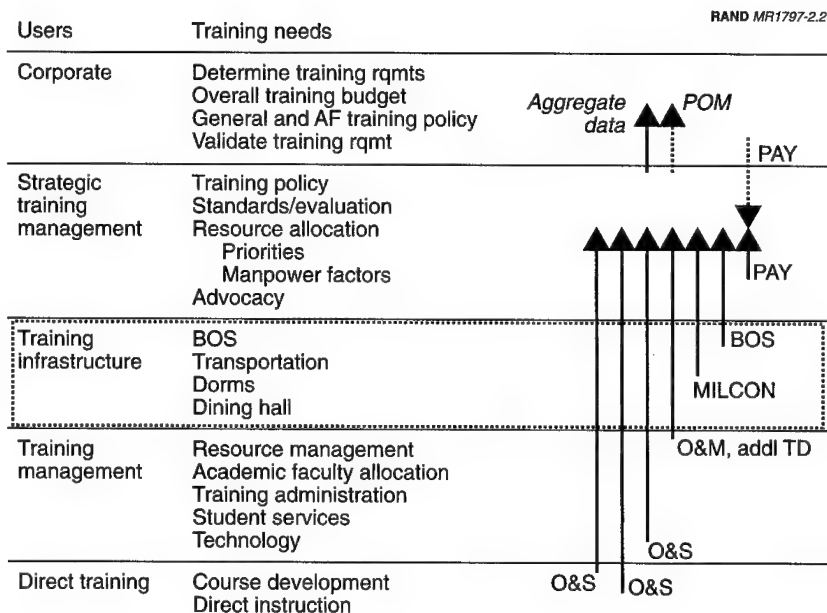 RAND MR1797-2.2
Users Training needs
Corporate Determine training rqmts
Overall training budget
General and AF training policy
Validate training rqmt
Aggregate data
POM
PAY
Strategic training management
Training policy
Standards/evaluation
Resource allocation
Priorities
Manpower factors
Advocacy
PAY
Training infrastructure
BOS
Transportation
Dorms
Dining hall
BOS
MILCON
Training management
Resource management
Academic faculty allocation
Training administration
Student services
Technology
O&M, addl TD
O&S
Direct training
Course development
Direct instruction
O&S
O&S